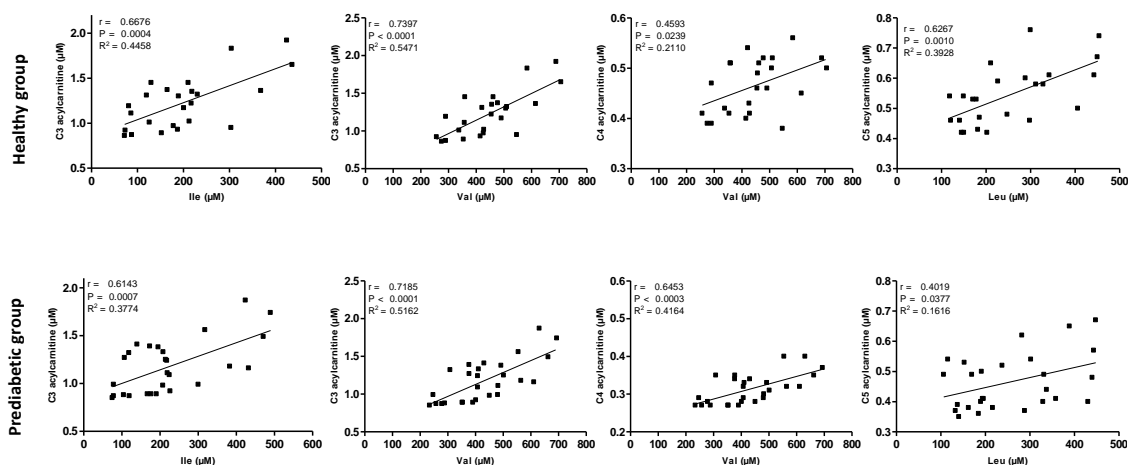 Healthy group
r = 0.6676
P = 0.0004
R² = 0.4458
C3 acylcarnitine (µM)
2.0
1.5
1.0
0.5
0 100 200 300 400 500
Ile (µM)
r = 0.7397
P < 0.0001
R² = 0.5471
C3 acylcarnitine (µM)
2.5
2.0
1.5
1.0
0.5
0 100 200 300 400 500 600 700 800
Val (µM)
r = 0.4593
P = 0.0239
R² = 0.2110
C4 acylcarnitine (µM)
0.6
0.5
0.4
0.3
0 100 200 300 400 500 600 700 800
Val (µM)
r = 0.6267
P = 0.0010
R² = 0.3928
C5 acylcarnitine (µM)
0.8
0.7
0.6
0.5
0.4
0.3
0 100 200 300 400 500
Leu (µM)
Prediabetic group
r = 0.6143
P = 0.0007
R² = 0.3774
C3 acylcarnitine (µM)
2.0
1.5
1.0
0.5
0 100 200 300 400 500 600
Ile (µM)
r = 0.7185
P < 0.0001
R² = 0.5162
C3 acylcarnitine (µM)
2.5
2.0
1.5
1.0
0.5
0 100 200 300 400 500 600 700 800
Val (µM)
r = 0.6453
P < 0.0003
R² = 0.4164
C4 acylcarnitine (µM)
0.6
0.5
0.4
0.3
0.2
0 100 200 300 400 500 600 700 800
Val (µM)
r = 0.4019
P = 0.0377
R² = 0.1616
C5 acylcarnitine (µM)
0.8
0.7
0.6
0.5
0.4
0.3
0 100 200 300 400 500
Leu (µM)